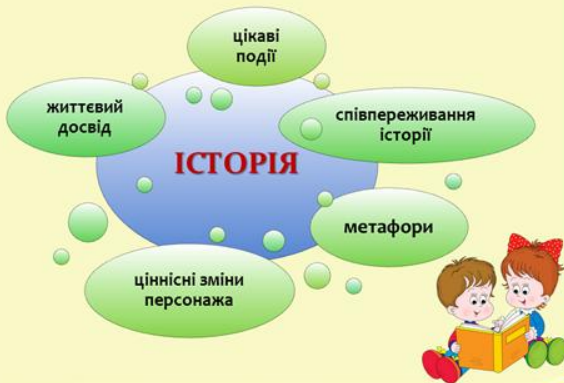 цікаві
події
життєвий
досвід
співпереживання
історії
ІСТОРІЯ
метафори
ціннісні зміни
персонажа